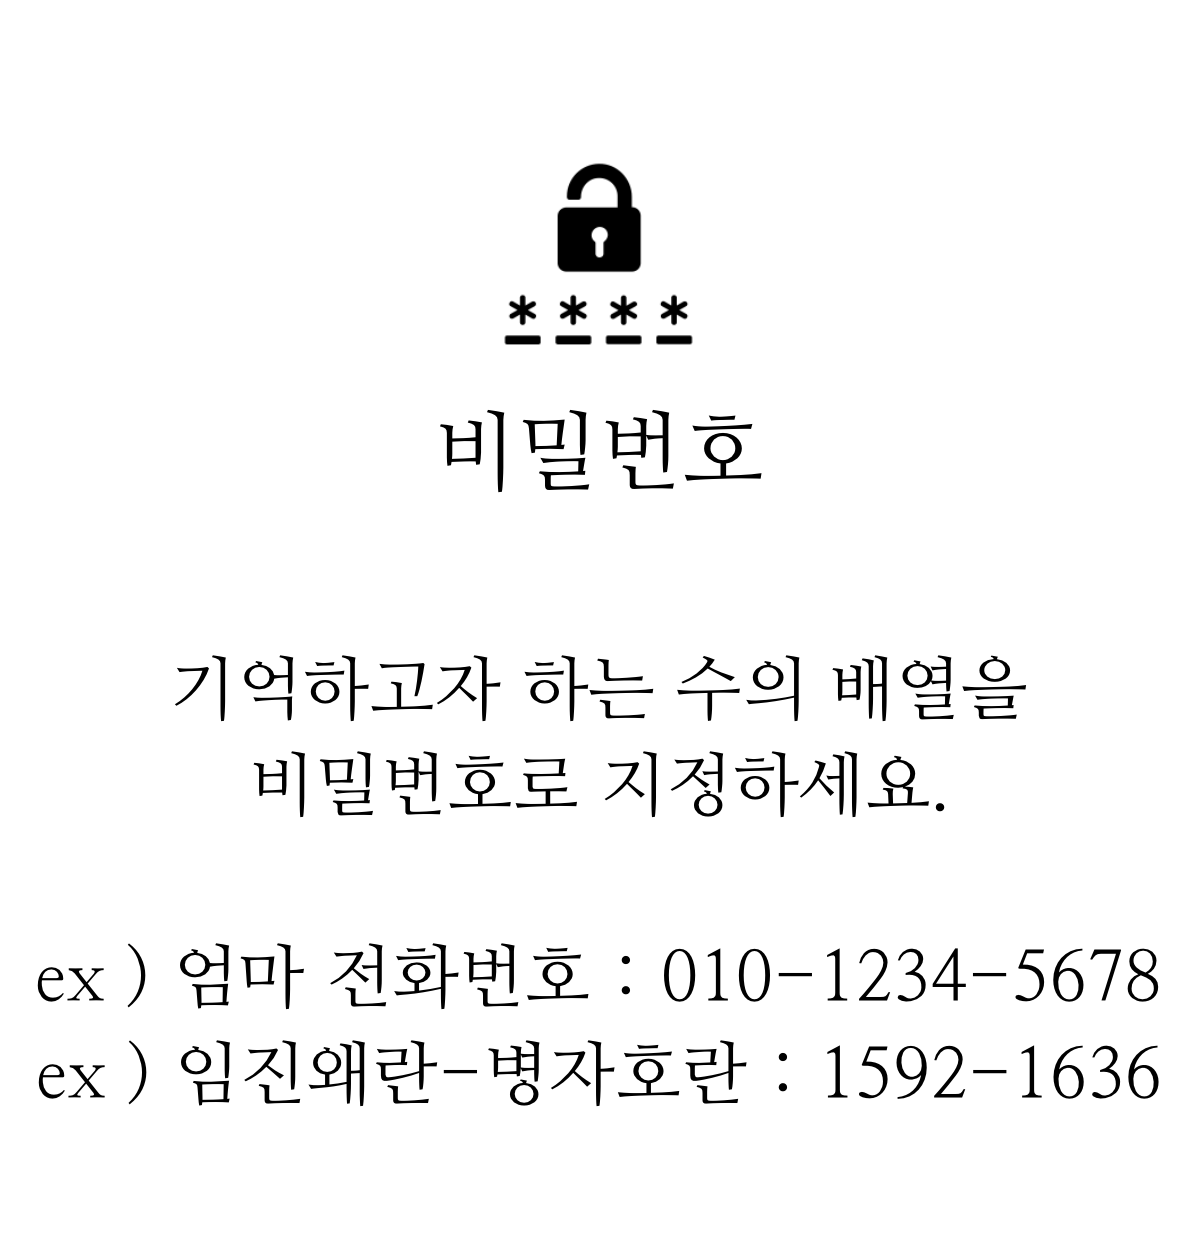 * * * *
비밀번호
기억하고자 하는 수의 배열을
비밀번호로 지정하세요.
ex ) 엄마 전화번호 : 010-1234-5678
ex ) 임진왜란-병자호란 : 1592-1636